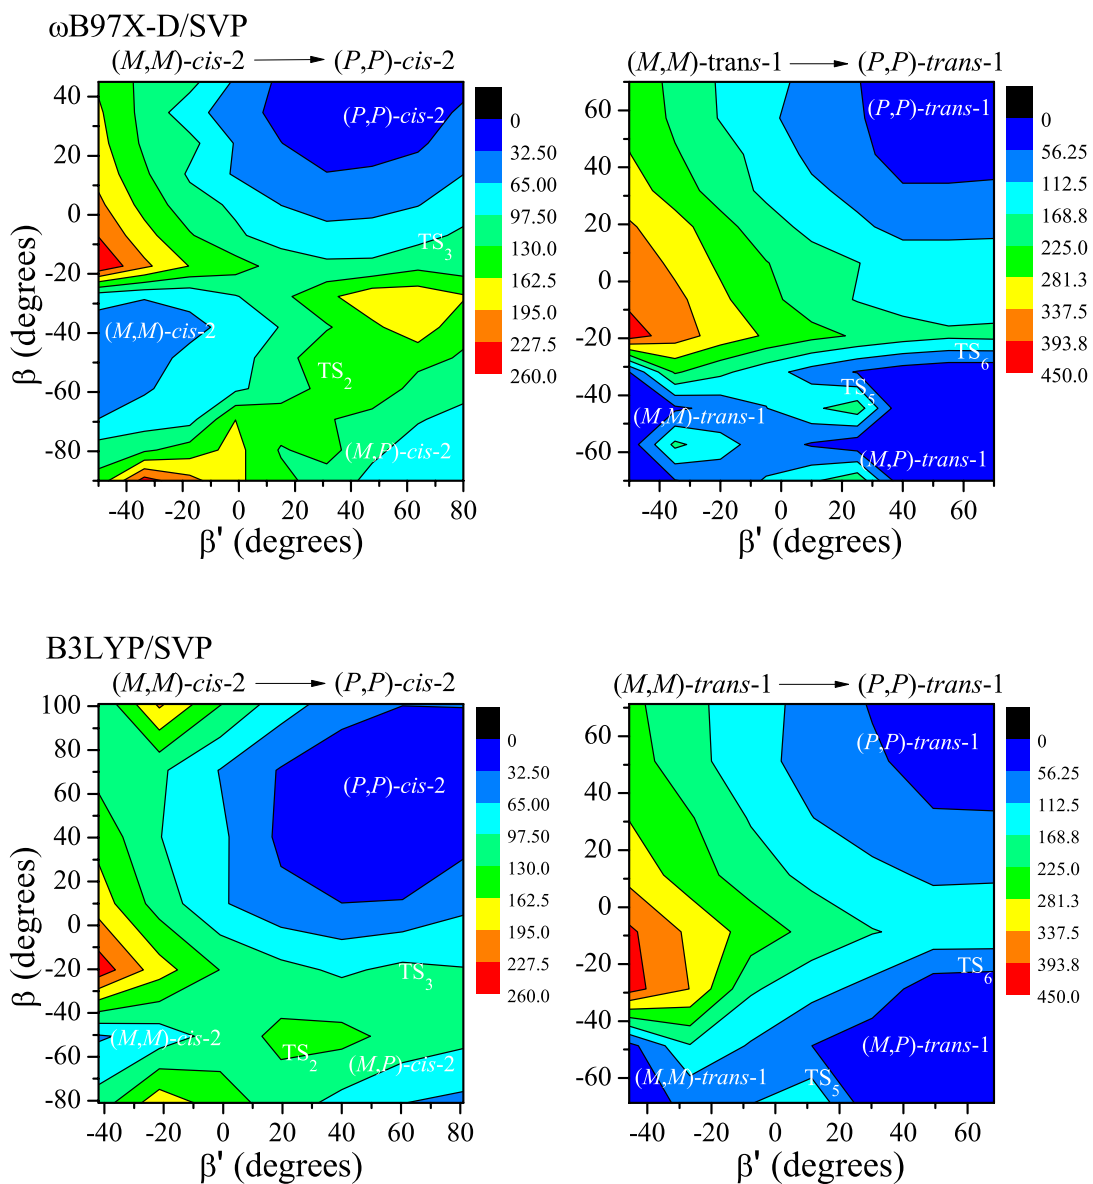 ωB97X-D/SVP
(M,M)-cis-2 → (P,P)-cis-2
(M,M)-trans-1 → (P,P)-trans-1
β (degrees)
40
20
0
-20
-40
-60
-80
(P,P)-cis-2
TS3
(M,M)-cis-2
TS2
(M,P)-cis-2
-40 -20 0 20 40 60 80
β' (degrees)
0
32.50
65.00
97.50
130.0
162.5
195.0
227.5
260.0
60
40
20
0
-20
-40
-60
(P,P)-trans-1
TS6
TS5
(M,M)-trans-1
(M,P)-trans-1
-40 -20 0 20 40 60
β' (degrees)
0
56.25
112.5
168.8
225.0
281.3
337.5
393.8
450.0
B3LYP/SVP
(M,M)-cis-2 → (P,P)-cis-2
(M,M)-trans-1 → (P,P)-trans-1
β (degrees)
100
80
60
40
20
0
-20
-40
-60
-80
(P,P)-cis-2
TS3
(M,M)-cis-2
TS2
(M,P)-cis-2
-40 -20 0 20 40 60 80
β' (degrees)
0
32.50
65.00
97.50
130.0
162.5
195.0
227.5
260.0
60
40
20
0
-20
-40
-60
(P,P)-trans-1
TS6
(M,P)-trans-1
(M,M)-trans-1
TS5
-40 -20 0 20 40 60
β' (degrees)
0
56.25
112.5
168.8
225.0
281.3
337.5
393.8
450.0